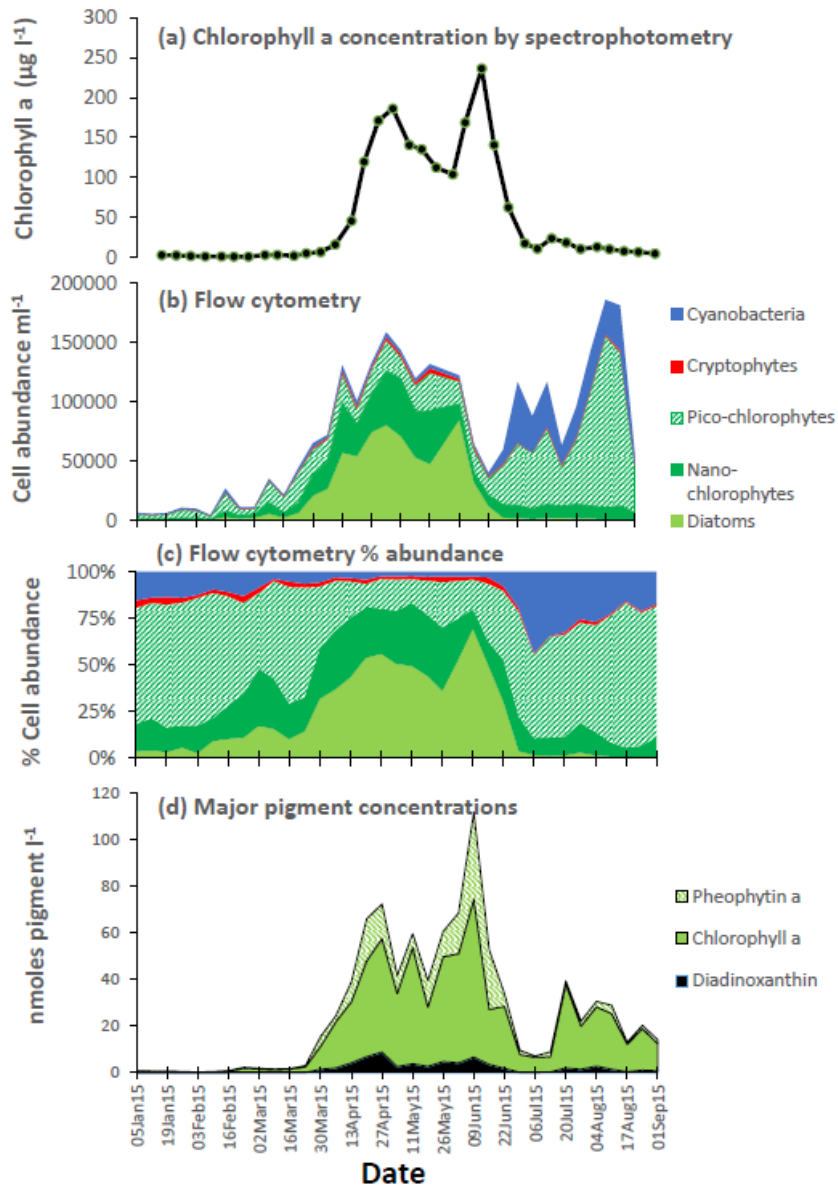 (a) Chlorophyll a concentration by spectrophotometry
Chlorophyll a (µg l-1)
300
250
200
150
100
50
0
(b) Flow cytometry
Cell abundance ml-1
200000
150000
100000
50000
0
Cyanobacteria
Cryptophytes
Pico-chlorophytes
Nano-
chlorophytes
Diatoms
(c) Flow cytometry % abundance
% Cell abundance
100%
75%
50%
25%
0%
(d) Major pigment concentrations
nmoles pigment l-1
120
100
80
60
40
20
0
Pheophytin a
Chlorophyll a
Diadinoxanthin
05Jan15
19Jan15
03Feb15
16Feb15
02Mar15
16Mar15
30Mar15
13Apr15
27Apr15
11May15
26May15
09Jun15
22Jun15
06Jul15
20Jul15
04Aug15
17Aug15
01Sep15
Date